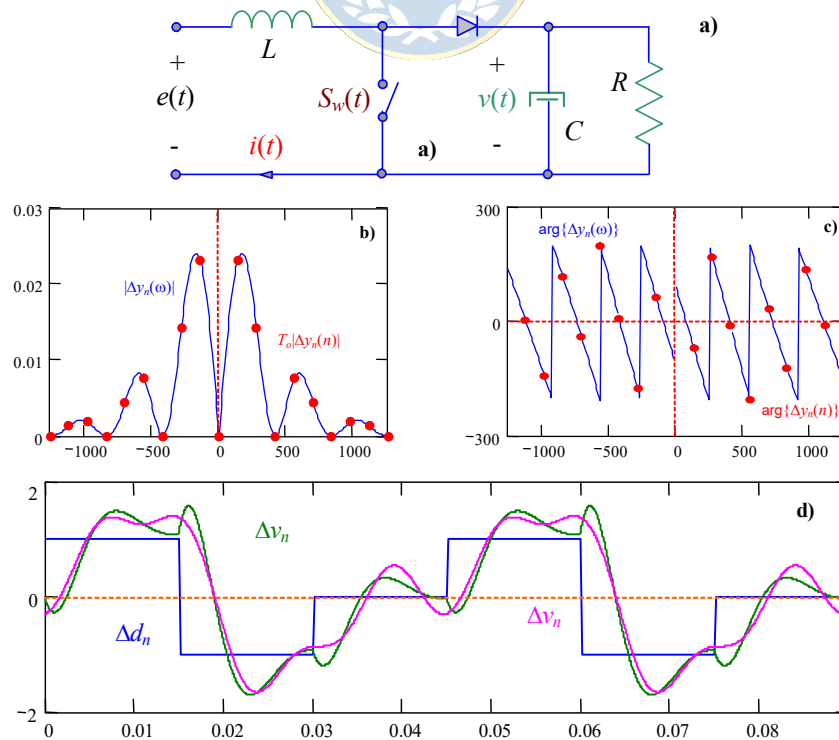 a)
L
+
+
R
e(t)
S_w(t)
v(t)
C
-
i(t)
a)
-
0.03
b)
|Δy_n(ω)|
0.02
T_o|Δy_n(n)|
0.01
0
−1000
−500
0
500
1000
300
c)
arg{Δy_n(ω)}
0
arg{Δy_n(n)}
−300
−1000
−500
0
500
1000
2
d)
Δv_n
0
Δd_n
Δv_n
−2
0
0.01
0.02
0.03
0.04
0.05
0.06
0.07
0.08